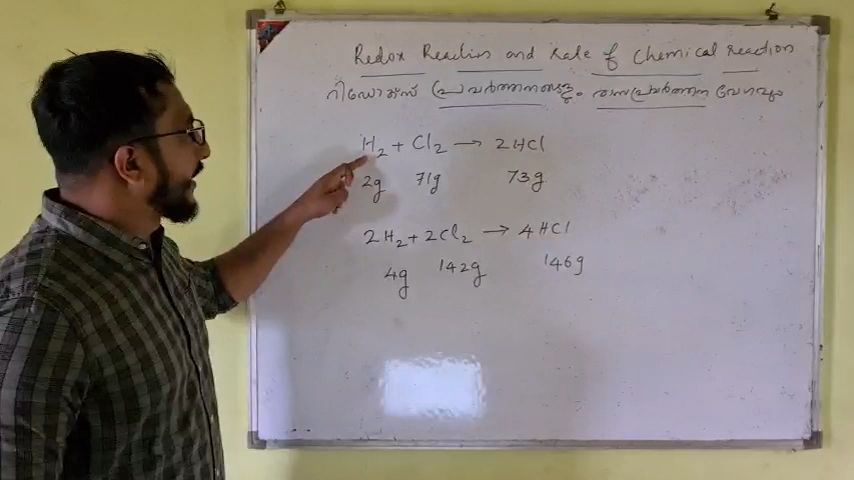 Redox Reaction and Rate of Chemical reaction
റിഡോക്സ് പ്രവർത്തനങ്ങളും രാസപ്രവർത്തന വേഗവും
H₂ + Cl₂ → 2HCl
2g 71g 73g
2H₂ + 2Cl₂ → 4HCl
4g 142g 146g